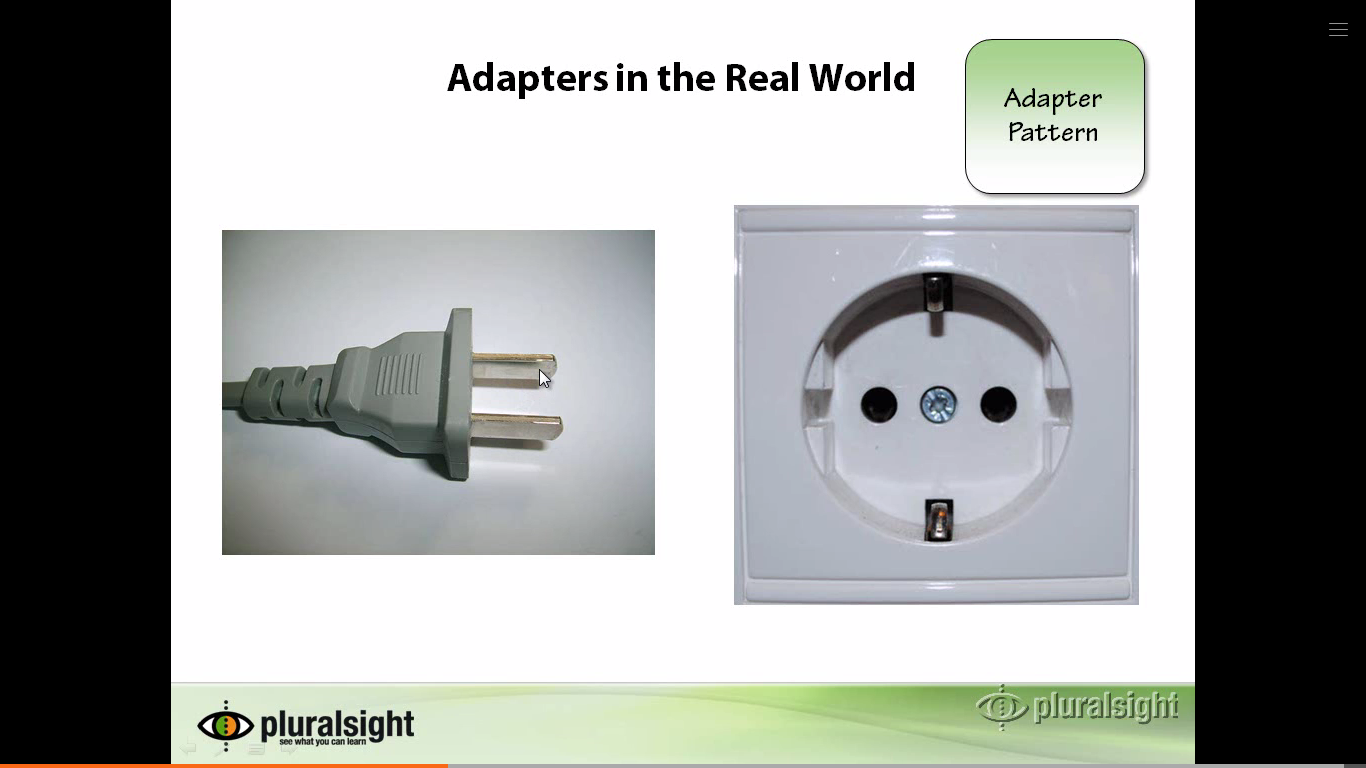 Adapters in the Real World
Adapter
Pattern
pluralsight
see what you can learn
pluralsight